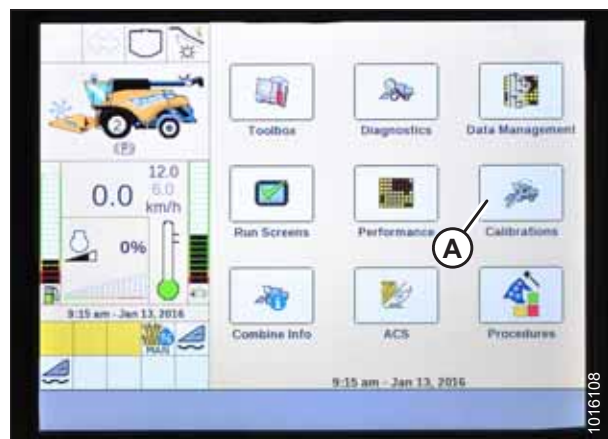 2
(P)
12.0
0.0
6.0
km/h
0%
9:15 am - Jan 13, 2016
MAN
Toolbox
Diagnostics
Data Management
Run Screens
Performance
Calibrations
A
Combine Info
ACS
Procedures
9:15 am - Jan 13, 2016
1016108